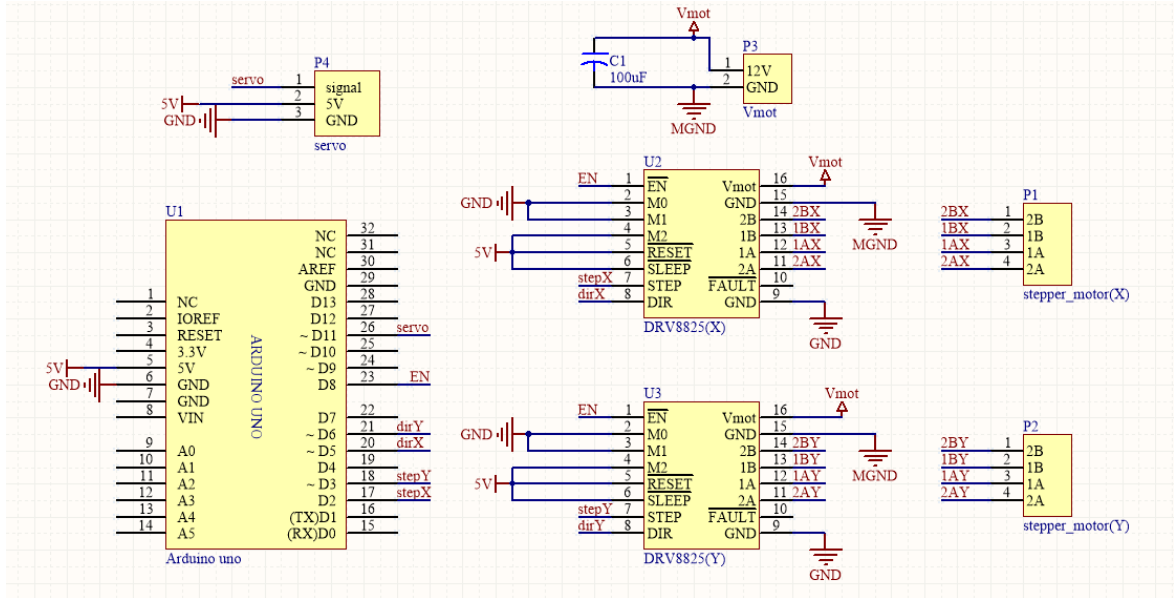 Vmot
P3
C1
100uF
1 12V
2 GND
Vmot
MGND
P4
servo 1 signal
5V 2 5V
GND 3 GND
servo
U2
EN 1 EN Vmot 16 Vmot
GND 2 M0 GND 15
3 M1 2B 14 2BX
4 M2 1B 13 1BX
5V 5 RESET 1A 12 1AX
6 SLEEP 2A 11 2AX
stepX 7 STEP FAULT 10
dirX 8 DIR GND 9
MGND
DRV8825(X)
GND
P1
2BX 1 2B
1BX 2 1B
1AX 3 1A
2AX 4 2A
stepper_motor(X)
U1
NC 32
NC 31
AREF 30
GND 29
1 NC D13 28
2 IOREF D12 27
3 RESET ~ D11 26 servo
4 3.3V ~ D10 25
5V 5 5V ~ D9 24
GND 6 GND D8 23 EN
7 GND
8 VIN D7 22
~ D6 21 dirY
9 A0 ~ D5 20 dirX
10 A1 D4 19
11 A2 ~ D3 18 stepY
12 A3 D2 17 stepX
13 A4 (TX)D1 16
14 A5 (RX)D0 15
ARDUINO UNO
Arduino uno
U3
EN 1 EN Vmot 16 Vmot
GND 2 M0 GND 15
3 M1 2B 14 2BY
4 M2 1B 13 1BY
5V 5 RESET 1A 12 1AY
6 SLEEP 2A 11 2AY
stepY 7 STEP FAULT 10
dirY 8 DIR GND 9
MGND
DRV8825(Y)
GND
P2
2BY 1 2B
1BY 2 1B
1AY 3 1A
2AY 4 2A
stepper_motor(Y)